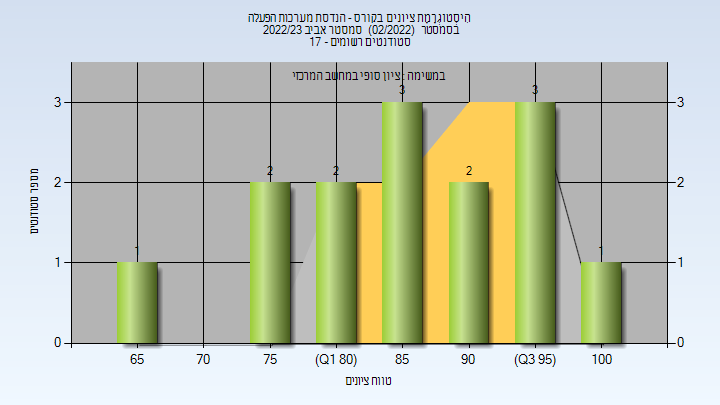 היסטוגרמת ציונים בקורס - הנדסת מערכות הפעלה
בסמסטר (02/2022) סמסטר אביב 2022/23
סטודנטים רשומים - 17
במשימה : ציון סופי במחשב המרכזי
מספר סטודנטים
3
2
1
0
3
2
1
0
1
2
2
3
2
3
1
65
70
75
(Q1 80)
85
90
(Q3 95)
100
טווח ציונים